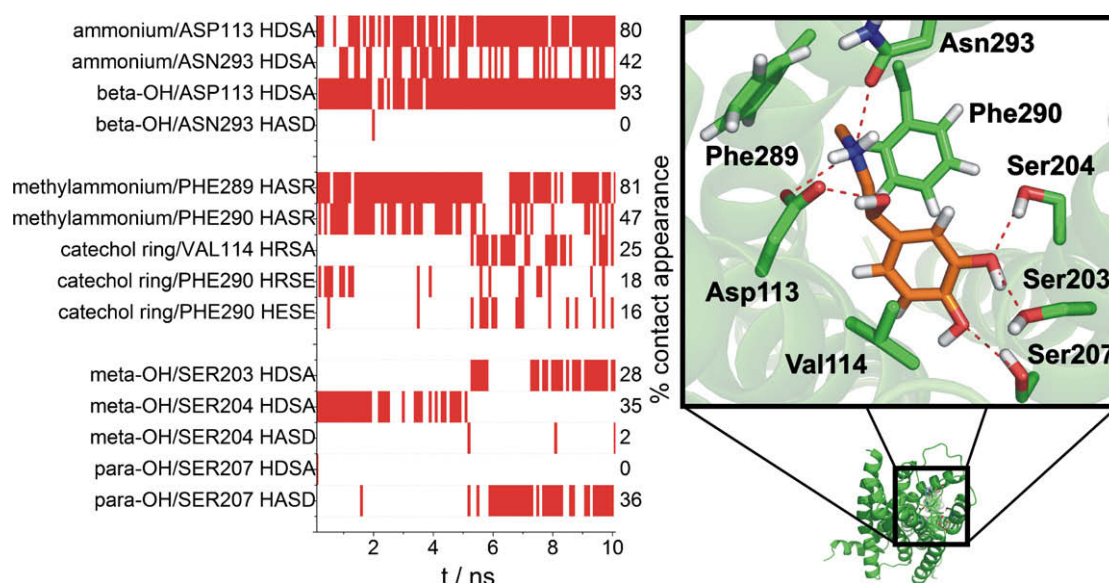 ammonium/ASP113 HDSA 80
ammonium/ASN293 HDSA 42
beta-OH/ASP113 HDSA 93
beta-OH/ASN293 HASD 0
methylammonium/PHE289 HASR 81
methylammonium/PHE290 HASR 47
catechol ring/VAL114 HRSA 25
catechol ring/PHE290 HRSE 18
catechol ring/PHE290 HESE 16
meta-OH/SER203 HDSA 28
meta-OH/SER204 HDSA 35
meta-OH/SER204 HASD 2
para-OH/SER207 HDSA 0
para-OH/SER207 HASD 36
2 4 6 8 10
t / ns
% contact appearance
Asn293
Phe290
Phe289
Ser204
Asp113
Ser203
Val114
Ser207